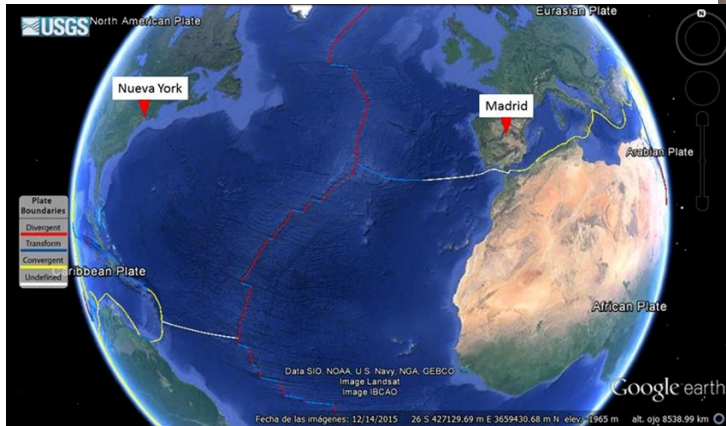 USGS
North American Plate
Eurasian Plate
N
Nueva York
Madrid
Arabian Plate
Plate
Boundaries
Divergent
Transform
Convergent
Undefined
Caribbean Plate
African Plate
Data SIO, NOAA, U.S. Navy, NGA, GEBCO
Image Landsat
Image IBCAO
Google earth
Fecha de las imágenes: 12/14/2015 26 S 427129.69 m E 3659430.68 m N elev. -1965 m alt. ojo 8538.99 km